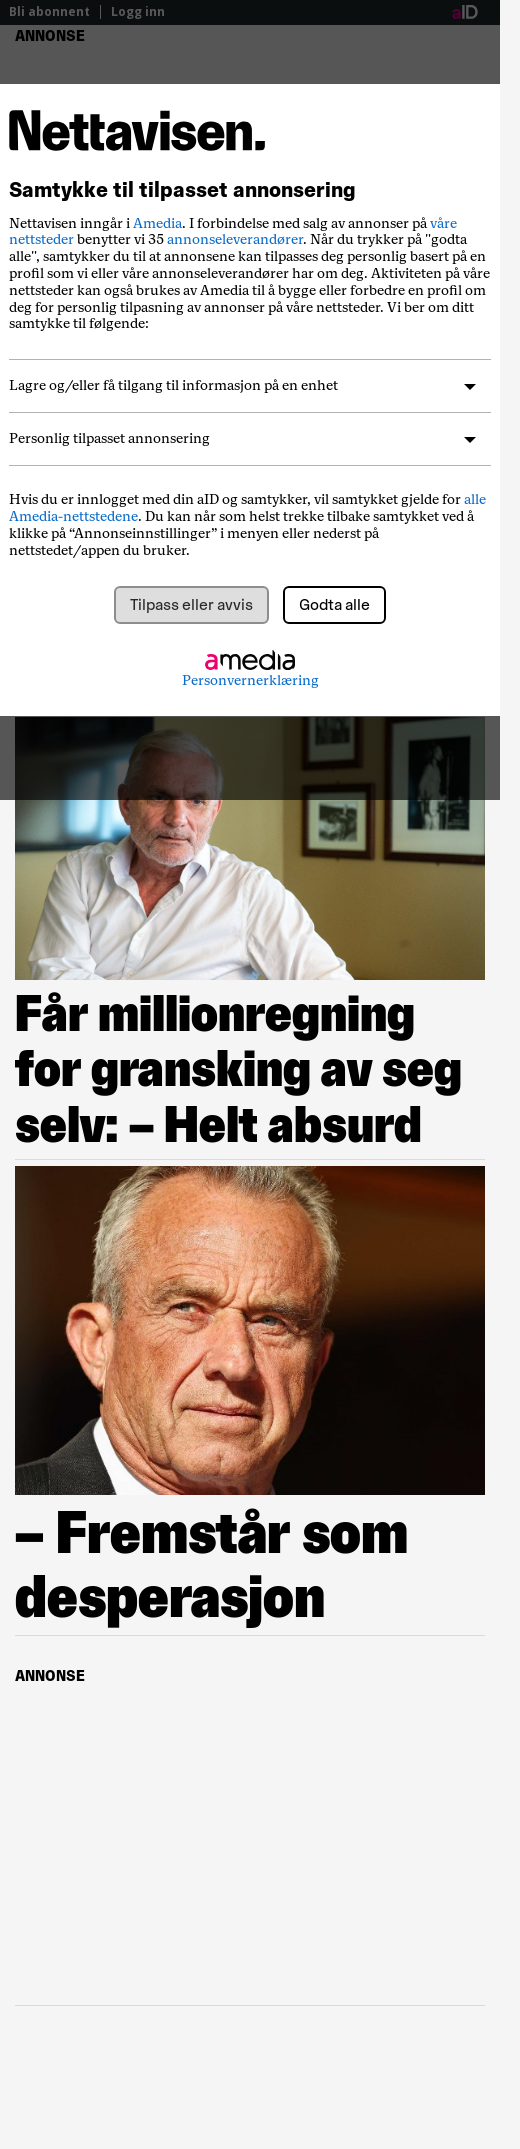 Bli abonnent | Logg inn
aID
ANNONSE
Nettavisen.
Samtykke til tilpasset annonsering
Nettavisen inngår i Amedia. I forbindelse med salg av annonser på våre
nettsteder benytter vi 35 annonseleverandører. Når du trykker på "godta
alle", samtykker du til at annonsene kan tilpasses deg personlig basert på en
profil som vi eller våre annonseleverandører har om deg. Aktiviteten på våre
nettsteder kan også brukes av Amedia til å bygge eller forbedre en profil om
deg for personlig tilpasning av annonser på våre nettsteder. Vi ber om ditt
samtykke til følgende:
Lagre og/eller få tilgang til informasjon på en enhet
Personlig tilpasset annonsering
Hvis du er innlogget med din aID og samtykker, vil samtykket gjelde for alle
Amedia-nettstedene. Du kan når som helst trekke tilbake samtykket ved å
klikke på “Annonseinnstillinger” i menyen eller nederst på
nettstedet/appen du bruker.
Tilpass eller avvis
Godta alle
amedia
Personvernerklæring
Får millionregning
for gransking av seg
selv: – Helt absurd
– Fremstår som
desperasjon
ANNONSE